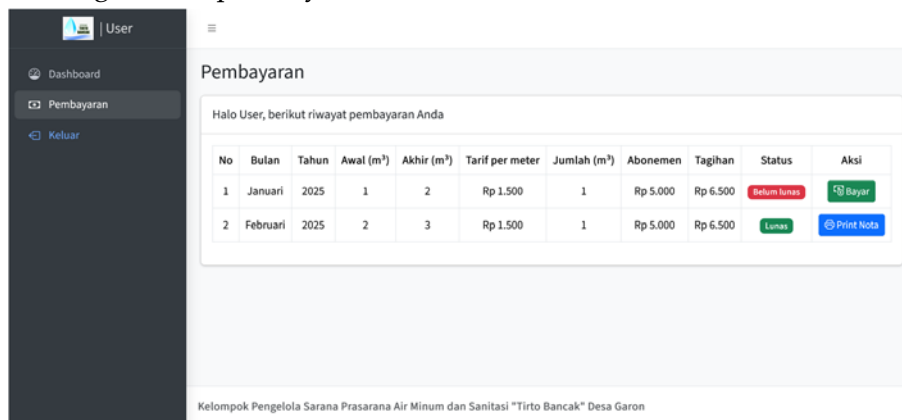 | User
Dashboard
Pembayaran
Keluar
Pembayaran
Halo User, berikut riwayat pembayaran Anda
No Bulan Tahun Awal (m³) Akhir (m³) Tarif per meter Jumlah (m³) Abonemen Tagihan Status Aksi
1 Januari 2025 1 2 Rp 1.500 1 Rp 5.000 Rp 6.500 Belum lunas Bayar
2 Februari 2025 2 3 Rp 1.500 1 Rp 5.000 Rp 6.500 Lunas Print Nota
Kelompok Pengelola Sarana Prasarana Air Minum dan Sanitasi "Tirto Bancak" Desa Garon